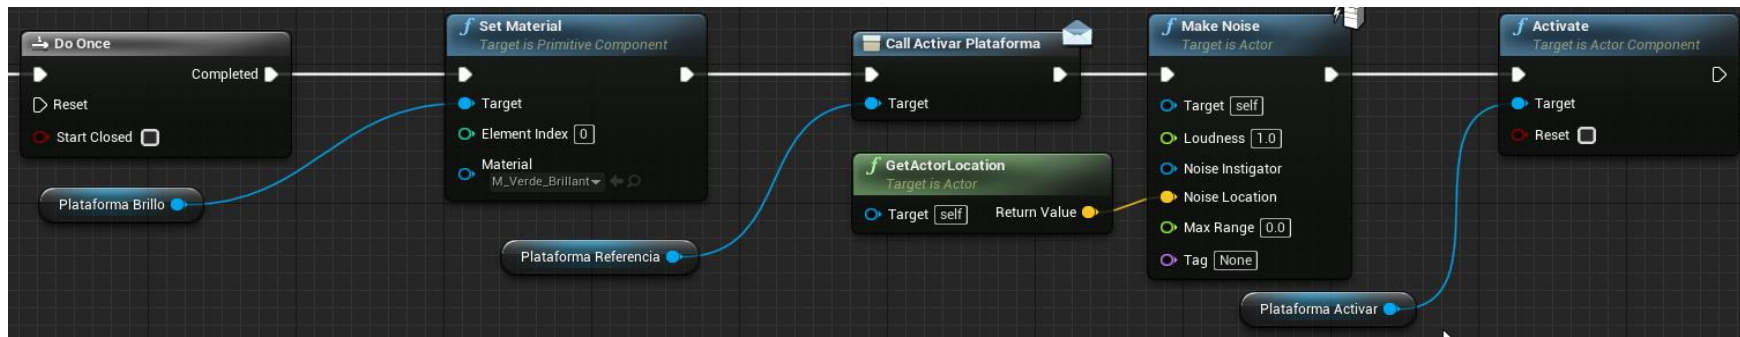 Do Once
Completed
Reset
Start Closed
Plataforma Brillo
Set Material
Target is Primitive Component
Target
Element Index 0
Material
M_Verde_Brillant
Plataforma Referencia
Call Activar Plataforma
Target
GetActorLocation
Target is Actor
Target self Return Value
Make Noise
Target is Actor
Target self
Loudness 1.0
Noise Instigator
Noise Location
Max Range 0.0
Tag None
Plataforma Activar
Activate
Target is Actor Component
Target
Reset